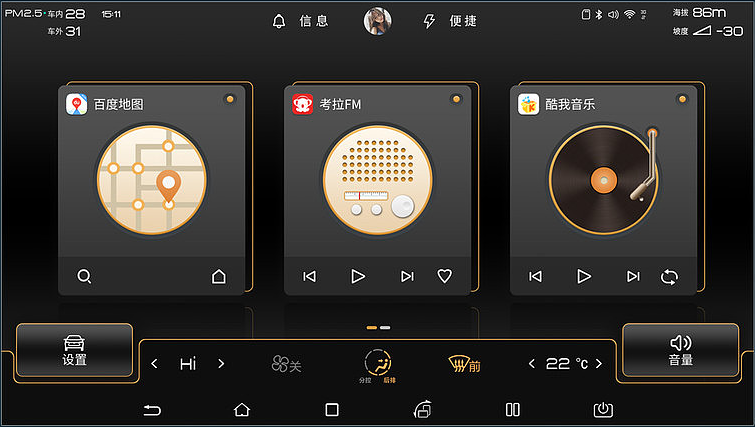 PM2.5 车内 28 15:11
车外 31
信息
便捷
海拔 86m
坡度 -30
百度地图
考拉FM
酷我音乐
设置
音量
Hi
关
分控
后排
前
22 °C